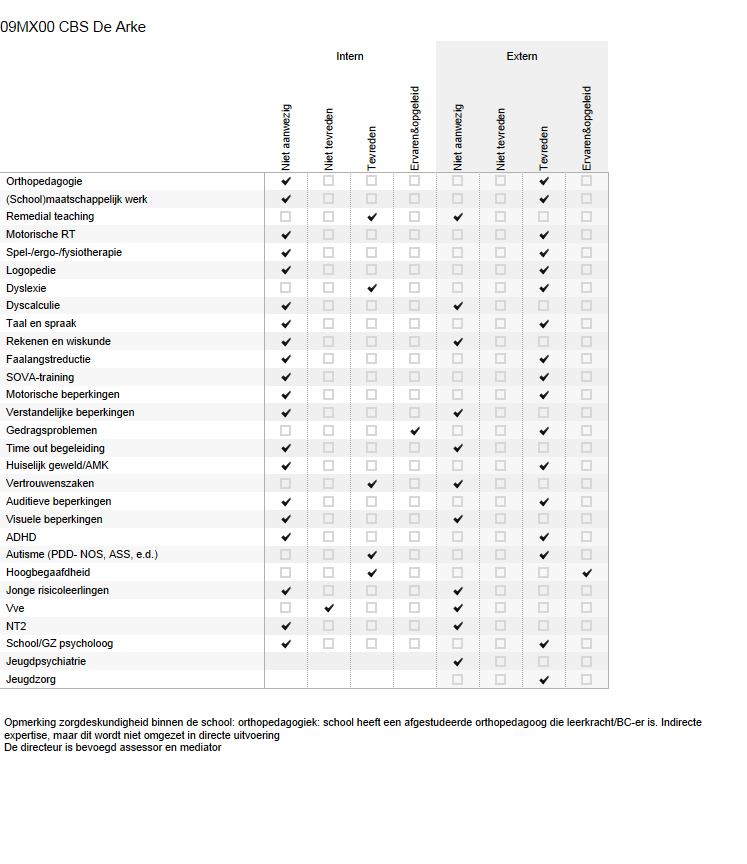 09MX00 CBS De Arke
Intern Extern
Niet aanwezig Niet tevreden Tevreden Ervaren&opgeleid Niet aanwezig Niet tevreden Tevreden Ervaren&opgeleid
Orthopedagogie
(School)maatschappelijk werk
Remedial teaching
Motorische RT
Spel-/ergo-/fysiotherapie
Logopedie
Dyslexie
Dyscalculie
Taal en spraak
Rekenen en wiskunde
Faalangstreductie
SOVA-training
Motorische beperkingen
Verstandelijke beperkingen
Gedragsproblemen
Time out begeleiding
Huiselijk geweld/AMK
Vertrouwenszaken
Auditieve beperkingen
Visuele beperkingen
ADHD
Autisme (PDD- NOS, ASS, e.d.)
Hoogbegaafdheid
Jonge risicoleerlingen
Vve
NT2
School/GZ psycholoog
Jeugdpsychiatrie
Jeugdzorg
Opmerking zorgdeskundigheid binnen de school: orthopedagogiek: school heeft een afgestudeerde orthopedagoog die leerkracht/BC-er is. Indirecte
expertise, maar dit wordt niet omgezet in directe uitvoering
De directeur is bevoegd assessor en mediator